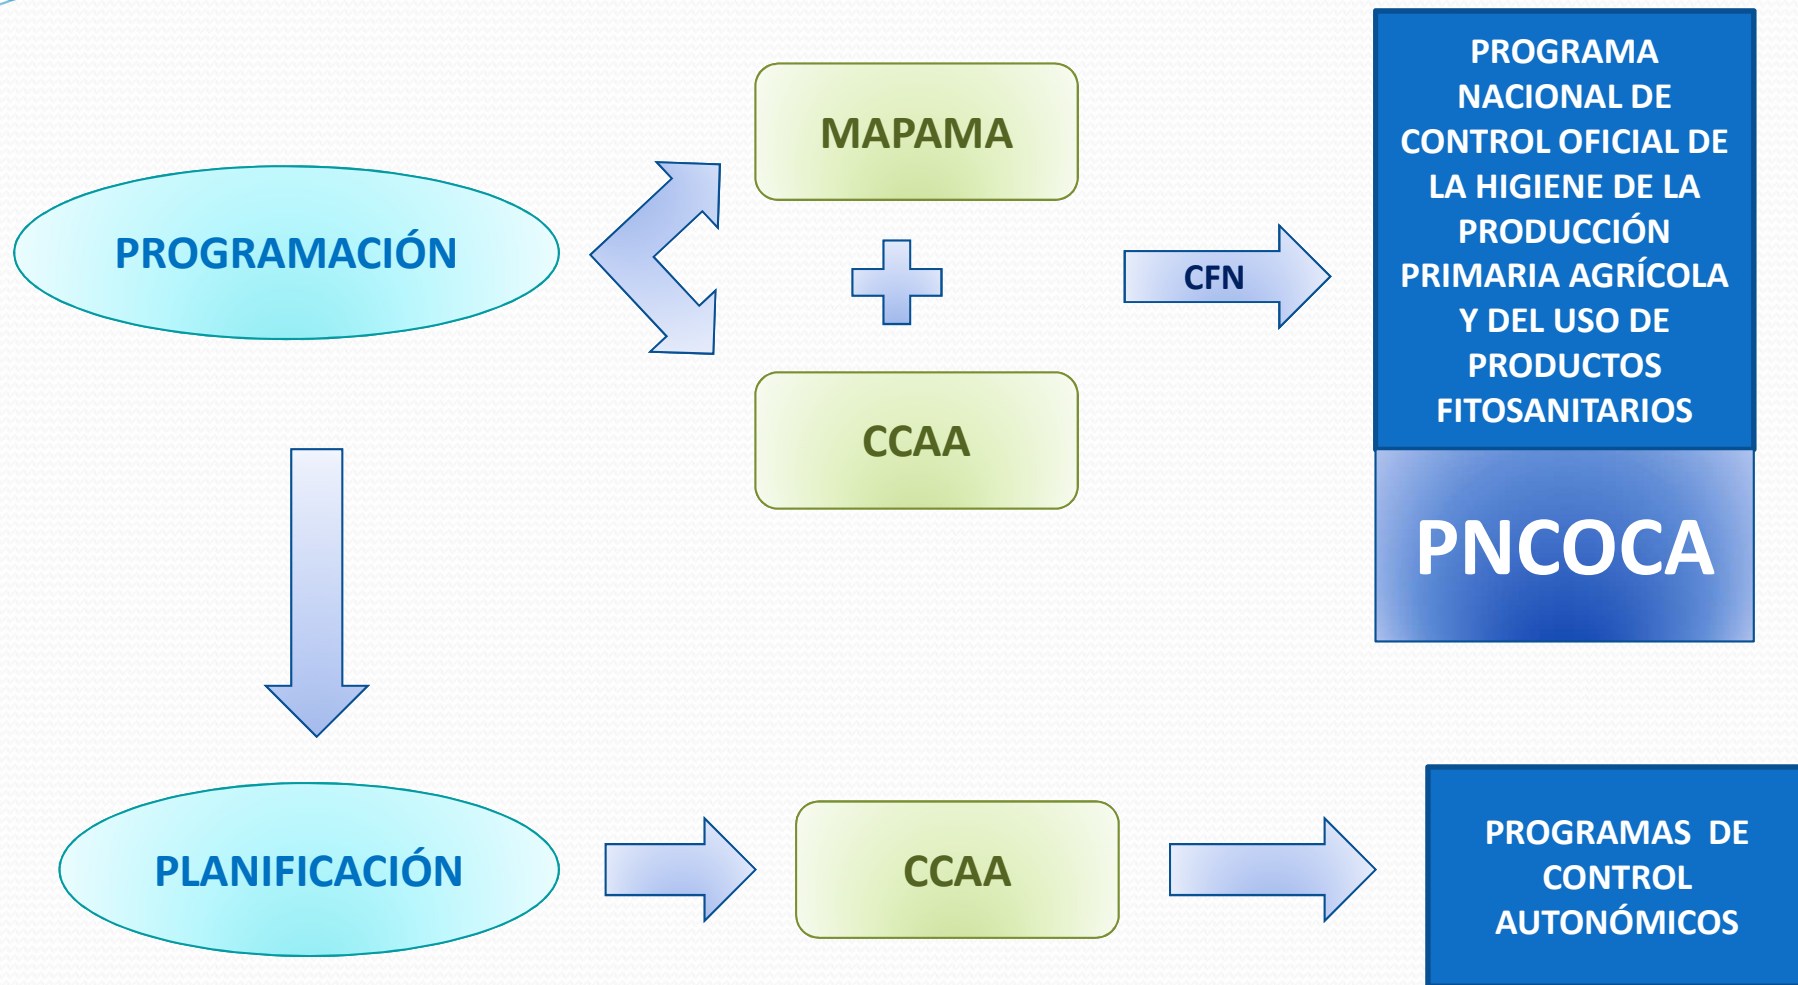 PROGRAMACIÓN
MAPAMA
CCAA
CFN
PROGRAMA
NACIONAL DE
CONTROL OFICIAL DE
LA HIGIENE DE LA
PRODUCCIÓN
PRIMARIA AGRÍCOLA
Y DEL USO DE
PRODUCTOS
FITOSANITARIOS
PNCOCA
PLANIFICACIÓN
CCAA
PROGRAMAS DE
CONTROL
AUTONÓMICOS